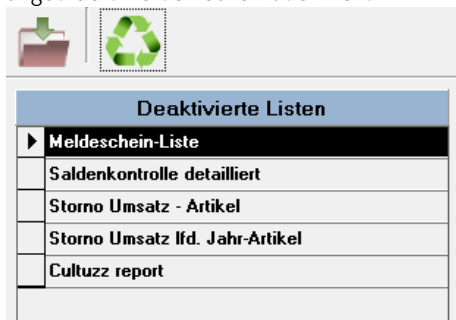 Deaktivierte Listen
Meldeschein-Liste
Saldenkontrolle detailliert
Storno Umsatz - Artikel
Storno Umsatz lfd. Jahr-Artikel
Cultuzz report